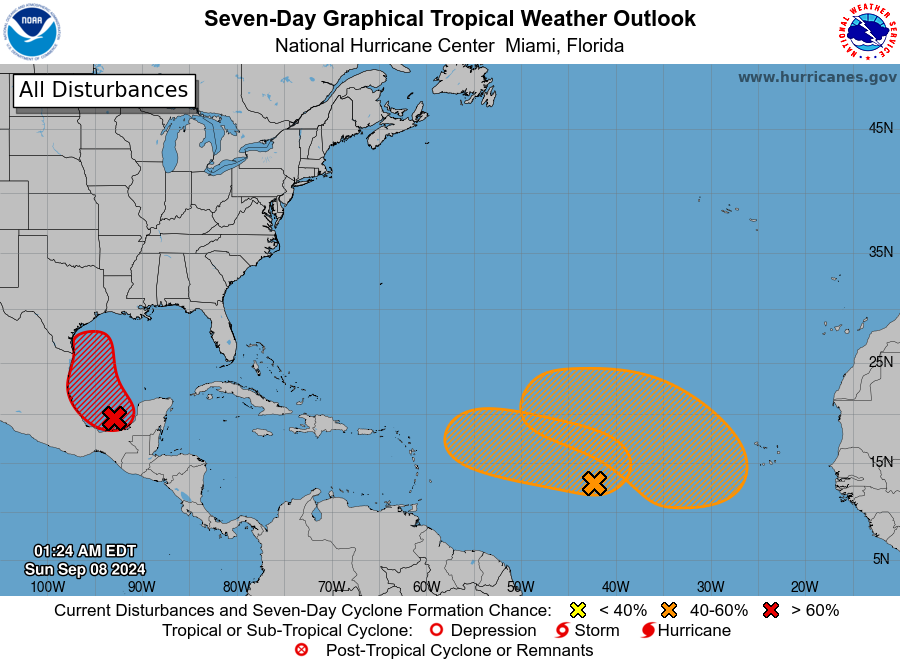 Seven-Day Graphical Tropical Weather Outlook
National Hurricane Center  Miami, Florida
NOAA
NATIONAL WEATHER SERVICE
All Disturbances
www.hurricanes.gov
45N
35N
25N
15N
5N
01:24 AM EDT
Sun Sep 08 2024
100W 90W 80W 70W 60W 50W 40W 30W 20W
Current Disturbances and Seven-Day Cyclone Formation Chance: < 40% 40-60% > 60%
Tropical or Sub-Tropical Cyclone: Depression Storm Hurricane
Post-Tropical Cyclone or Remnants